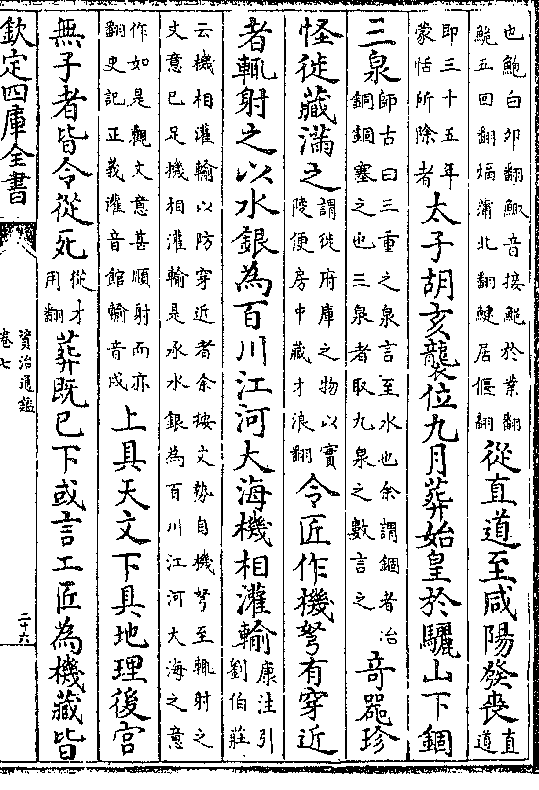 也鮑白卯翻鯫音接鮑於業翻
鮠五回翻煏蒲北翻鰎居偃翻
從直道至咸陽發喪
直
道
即三十五年
蒙恬所除者
太子胡亥襲位九月葬始皇於驪山下錮
三泉
師古曰三重之泉言至水也余謂錮者冶
銅錮塞之也三泉者取九泉之數言之
奇器珍
怪徙藏滿之
謂徙府庫之物以實
陵便房中藏才浪翻
令匠作機弩有穿近
者輒射之以水銀為百川江河大海機相灌輸
康注引
劉伯莊
云機相灌輸以防穿近者余按文勢自機弩至輒射之
文意已足機相灌輸是承水銀為百川江河大海之意
作如是觀文意甚順射而亦
翻史記正義灌音館輸音戍
上具天文下具地理後宮
無子者皆令從死
從才
用翻
葬既已下或言工匠為機藏皆
欽定四庫全書
資治通鑑
卷七
二十六